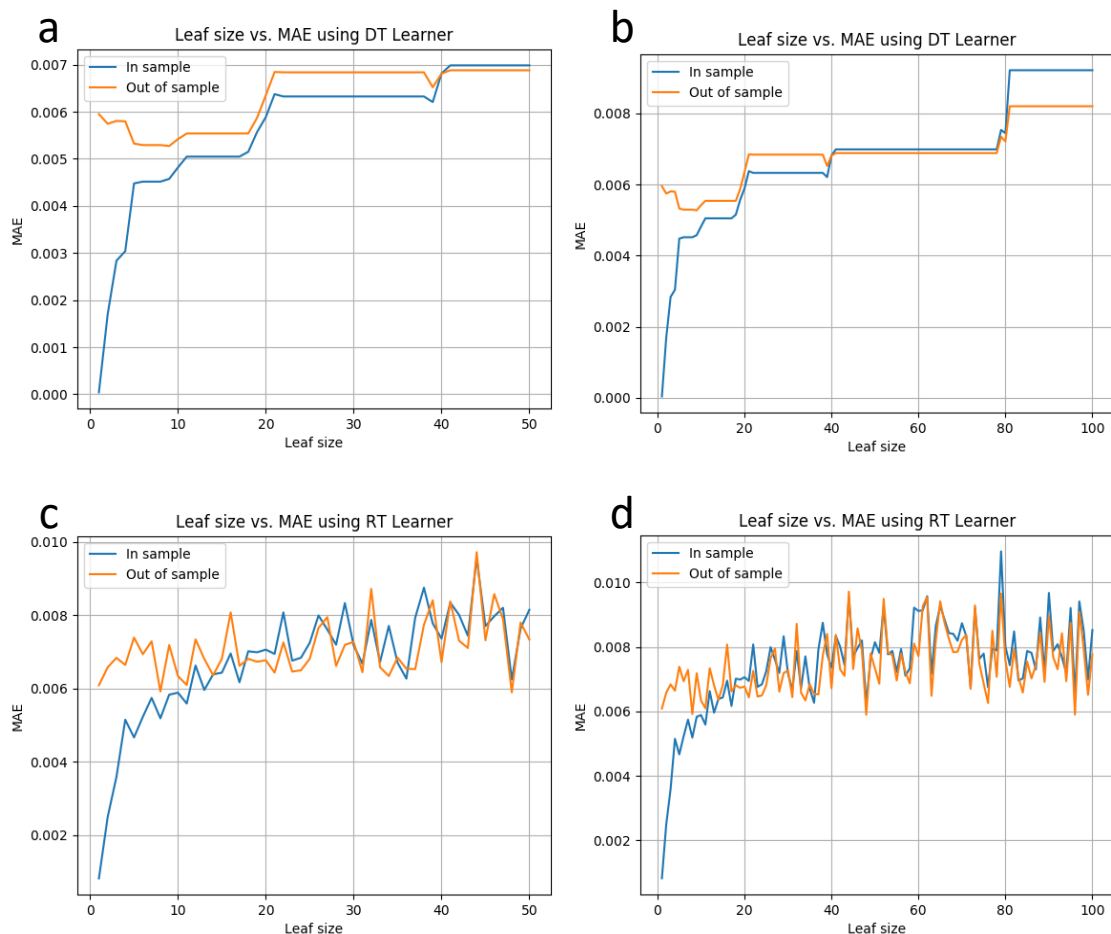 a
Leaf size vs. MAE using DT Learner
In sample
Out of sample
0.007
0.006
0.005
0.004
0.003
0.002
0.001
0.000
MAE
0 10 20 30 40 50
Leaf size
b
Leaf size vs. MAE using DT Learner
In sample
Out of sample
0.008
0.006
0.004
0.002
0.000
MAE
0 20 40 60 80 100
Leaf size
c
Leaf size vs. MAE using RT Learner
In sample
Out of sample
0.010
0.008
0.006
0.004
0.002
MAE
0 10 20 30 40 50
Leaf size
d
Leaf size vs. MAE using RT Learner
In sample
Out of sample
0.010
0.008
0.006
0.004
0.002
MAE
0 20 40 60 80 100
Leaf size